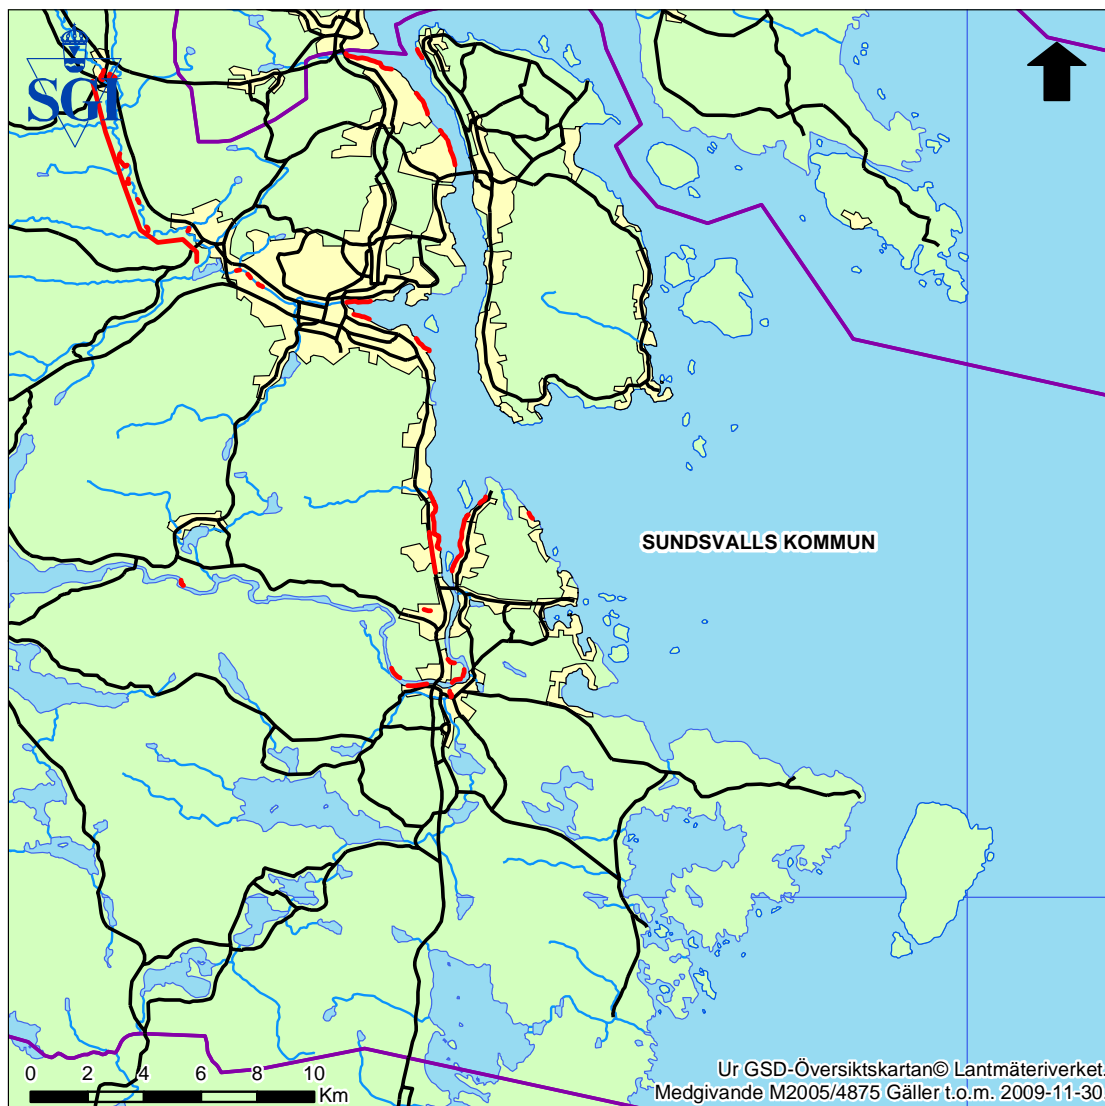 SGI
SUNDSVALLS KOMMUN
0 2 4 6 8 10
Km
Ur GSD-Översiktskartan© Lantmäteriverket.
Medgivande M2005/4875 Gäller t.o.m. 2009-11-30